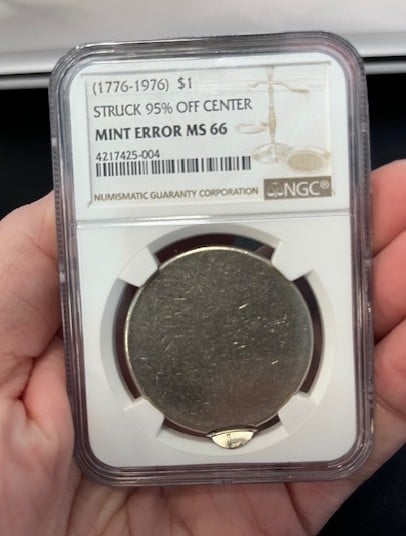 (1776-1976) $1
STRUCK 95% OFF CENTER
MINT ERROR MS 66
4217425-004
NUMISMATIC GUARANTY CORPORATION
NGC®